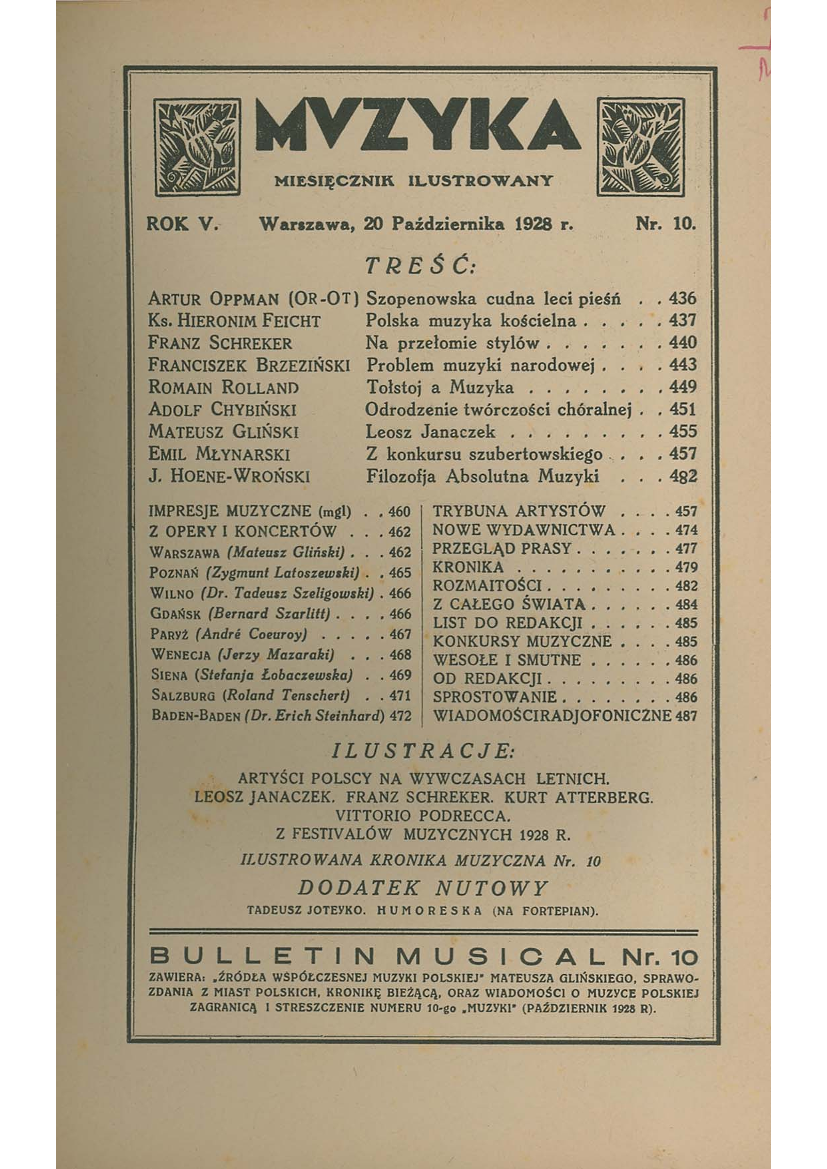 MVZYKA
MIESIĘCZNIK ILUSTROWANY
ROK V. Warszawa, 20 Października 1928 r. Nr. 10.
TREŚĆ:
ARTUR OPPMAN (OR-OT) Szopenowska cudna leci pieśń . . 436
Ks. HIERONIM FEICHT Polska muzyka kościelna . . . . . 437
FRANZ SCHREKER Na przełomie stylów . . . . . . . 440
FRANCISZEK BRZEZIŃSKI Problem muzyki narodowej . . . . 443
ROMAIN ROLLAND Tołstoj a Muzyka . . . . . . . . 449
ADOLF CHYBIŃSKI Odrodzenie twórczości chóralnej . . 451
MATEUSZ GLIŃSKI Leosz Janaczek . . . . . . . . . 455
EMIL MŁYNARSKI Z konkursu szubertowskiego . . . . 457
J. HOENE-WROŃSKI Filozofja Absolutna Muzyki . . . 482
IMPRESJE MUZYCZNE (mgl) . . 460
Z OPERY I KONCERTÓW . . . 462
WARSZAWA (Mateusz Gliński) . . . 462
POZNAŃ (Zygmunt Latoszewski) . . 465
WILNO (Dr. Tadeusz Szeligowski) . 466
GDAŃSK (Bernard Szarlitt) . . . . 466
PARYŻ (André Coeuroy) . . . . . 467
WENECJA (Jerzy Mazaraki) . . . 468
SIENA (Stefanja Łobaczewska) . . 469
SALZBURG (Roland Tenschert) . . 471
BADEN-BADEN (Dr. Erich Steinhard) 472
TRYBUNA ARTYSTÓW . . . . 457
NOWE WYDAWNICTWA . . . . 474
PRZEGLĄD PRASY . . . . . . . 477
KRONIKA . . . . . . . . . . . 479
ROZMAITOŚCI . . . . . . . . . 482
Z CAŁEGO ŚWIATA . . . . . . 484
LIST DO REDAKCJI . . . . . . 485
KONKURSY MUZYCZNE . . . . 485
WESOŁE I SMUTNE . . . . . . 486
OD REDAKCJI . . . . . . . . . 486
SPROSTOWANIE . . . . . . . . 486
WIADOMOŚCI RADJOFONICZNE 487
ILUSTRACJE:
ARTYŚCI POLSCY NA WYWCZASACH LETNICH.
LEOSZ JANACZEK. FRANZ SCHREKER. KURT ATTERBERG.
VITTORIO PODRECCA.
Z FESTIVALÓW MUZYCZNYCH 1928 R.
ILUSTROWANA KRONIKA MUZYCZNA Nr. 10
DODATEK NUTOWY
TADEUSZ JOTEYKO. HUMORESKA (NA FORTEPIAN).
BULLETIN MUSICAL Nr. 10
ZAWIERA: „ŹRÓDŁA WSPÓŁCZESNEJ MUZYKI POLSKIEJ" MATEUSZA GLIŃSKIEGO, SPRAWO-
ZDANIA Z MIAST POLSKICH, KRONIKĘ BIEŻĄCĄ, ORAZ WIADOMOŚCI O MUZYCE POLSKIEJ
ZAGRANICĄ I STRESZCZENIE NUMERU 10-go „MUZYKI" (PAŹDZIERNIK 1928 R).